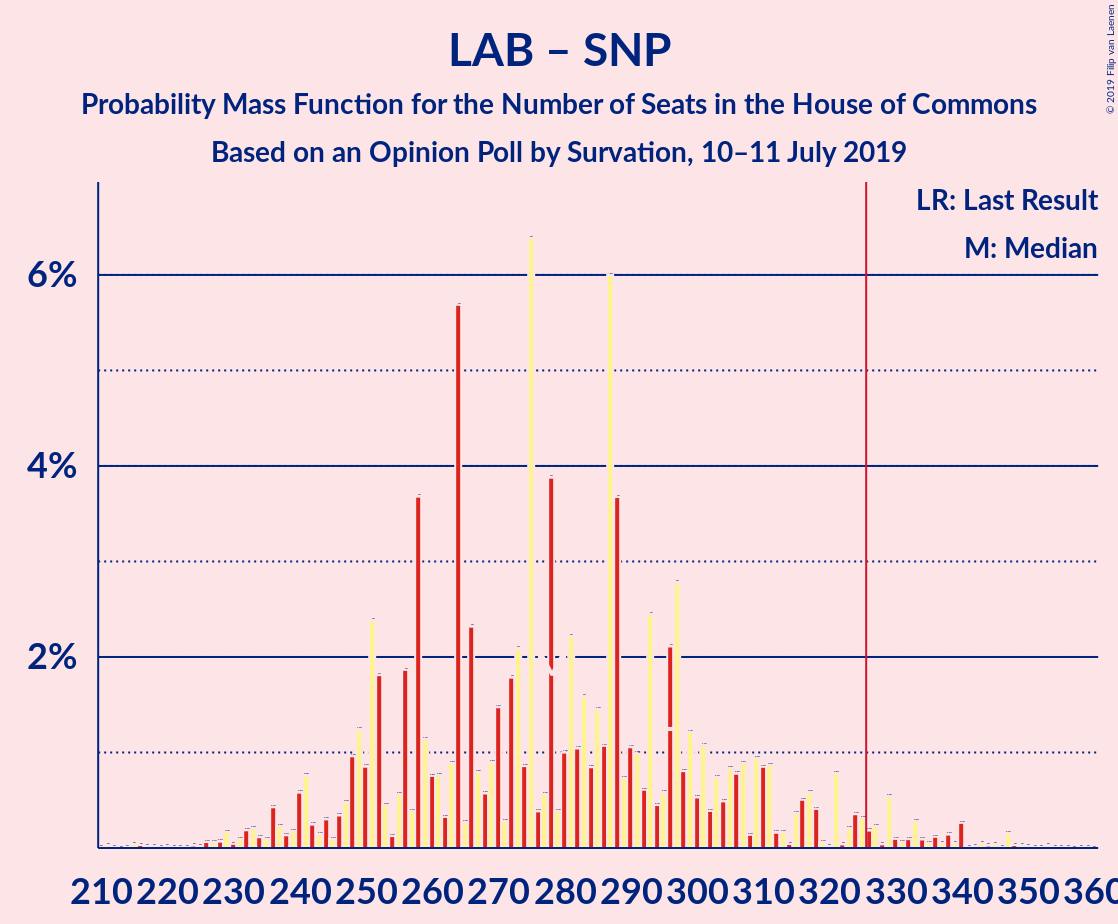 LAB – SNP
Probability Mass Function for the Number of Seats in the House of Commons
Based on an Opinion Poll by Survation, 10–11 July 2019
© 2019 Filip van Laenen
LR: Last Result
M: Median
6%
4%
2%
210 220 230 240 250 260 270 280 290 300 310 320 330 340 350 360